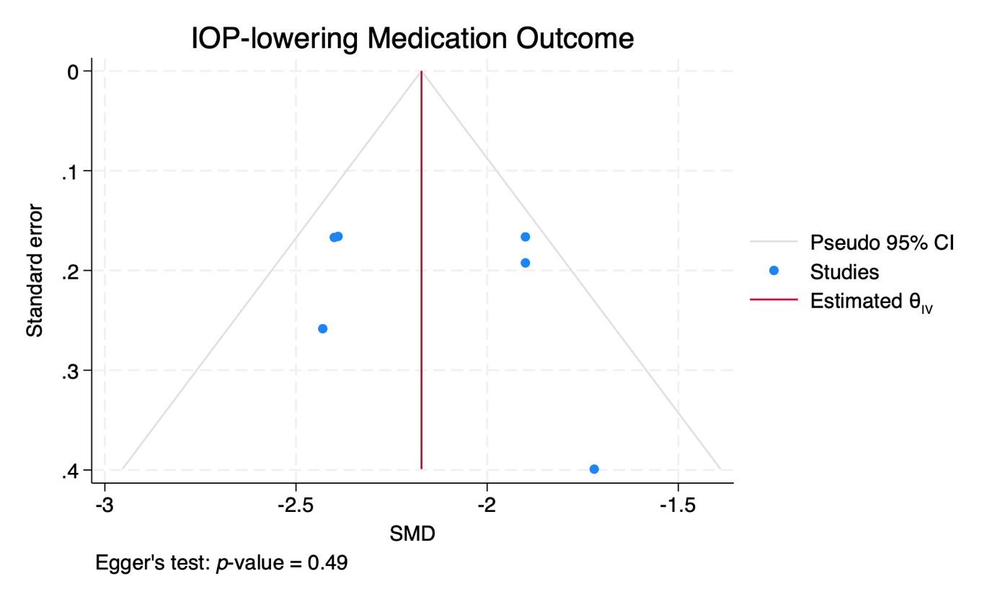 IOP-lowering Medication Outcome
0
.1
.2
.3
.4
Standard error
-3 -2.5 -2 -1.5
SMD
Pseudo 95% CI
Studies
Estimated θIV
Egger's test: p-value = 0.49